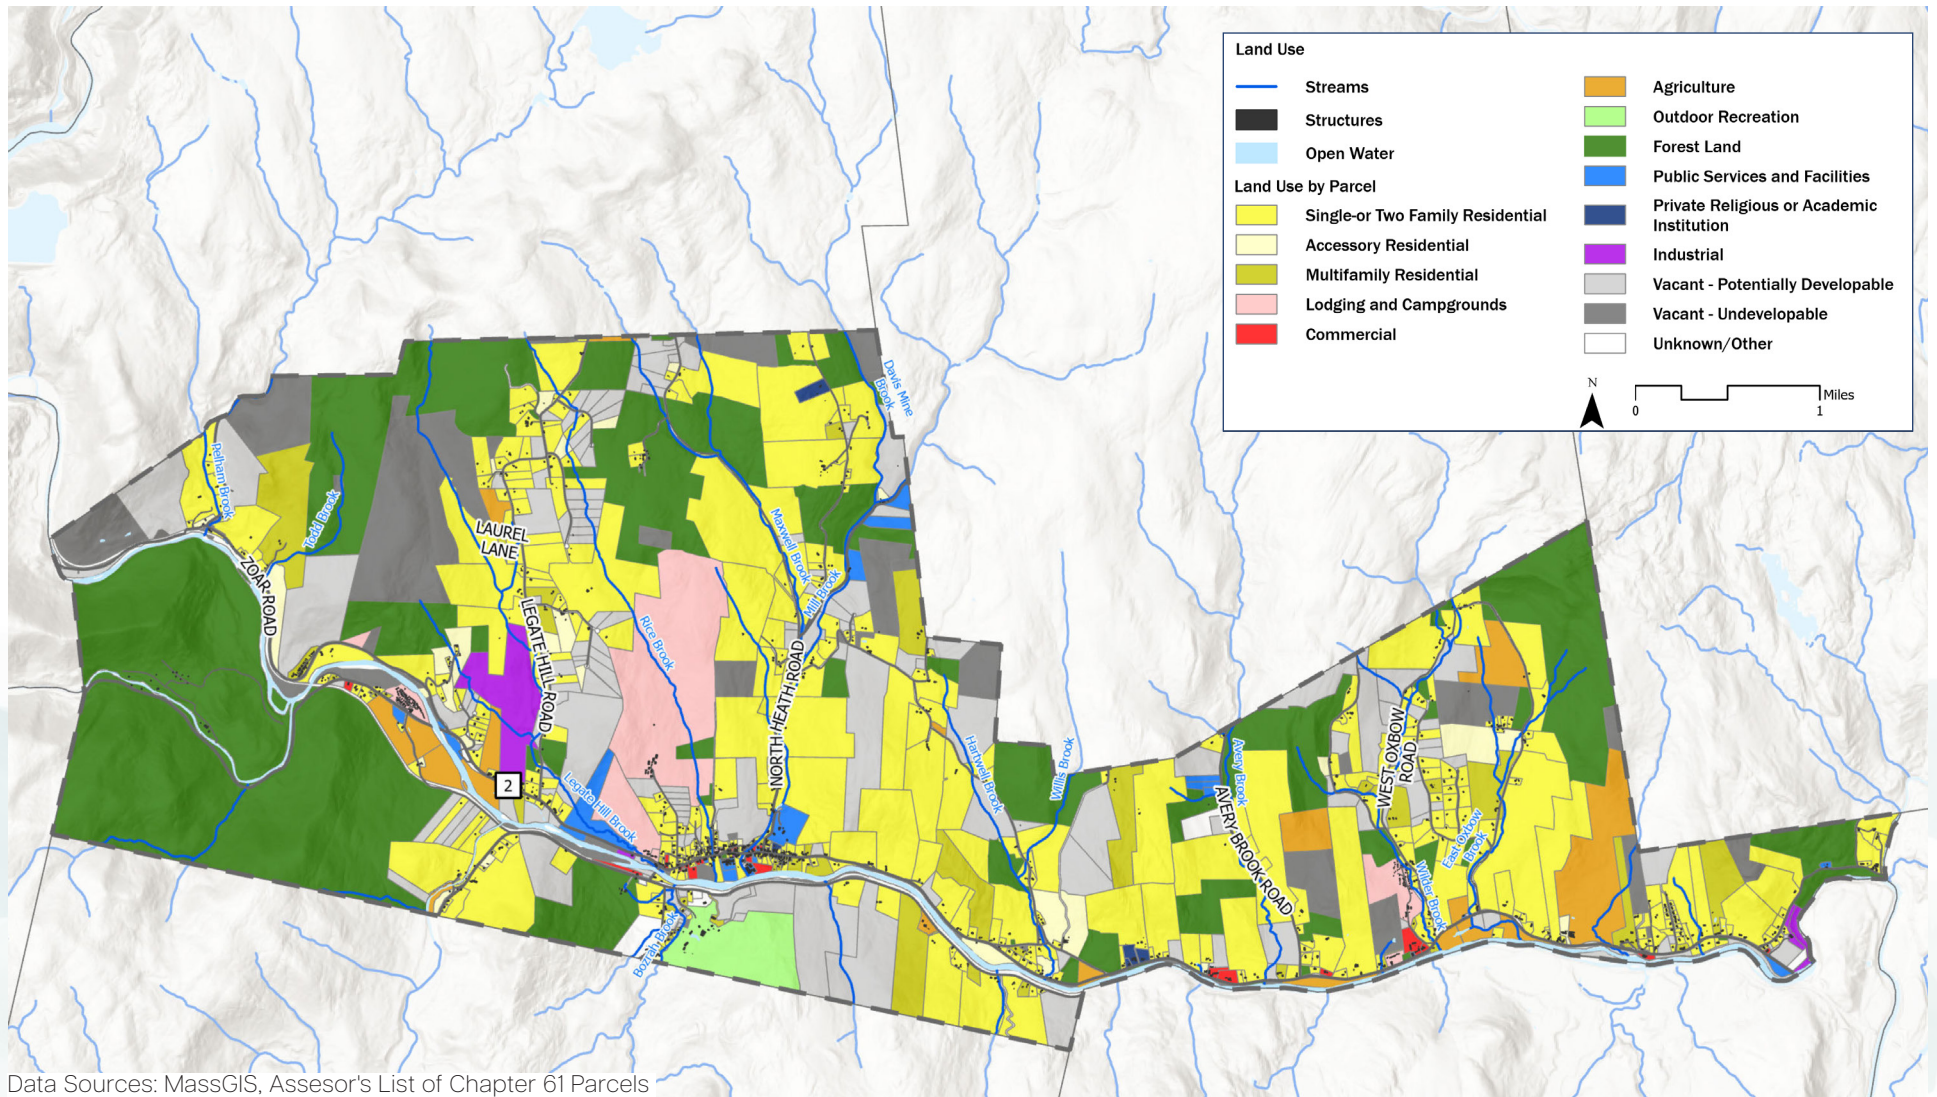 Land Use
Streams
Structures
Open Water
Land Use by Parcel
Single-or Two Family Residential
Accessory Residential
Multifamily Residential
Lodging and Campgrounds
Commercial
Agriculture
Outdoor Recreation
Forest Land
Public Services and Facilities
Private Religious or Academic
Institution
Industrial
Vacant - Potentially Developable
Vacant - Undevelopable
Unknown/Other
N
Miles
0
1
Davis Mine
Brook
Pelham Brook
Todd Brook
ZOAR ROAD
LAUREL
LANE
LEGATE HILL ROAD
Rice Brook
Maxwell Brook
Mill Brook
NORTH HEATH ROAD
2
Legate Hill Brook
Bozrah Brook
Hartwell Brook
Willis Brook
Avery Brook
AVERY BROOK ROAD
WEST OXBOW
ROAD
East Oxbow
Brook
Wilder Brook
Data Sources: MassGIS, Assesor's List of Chapter 61 Parcels